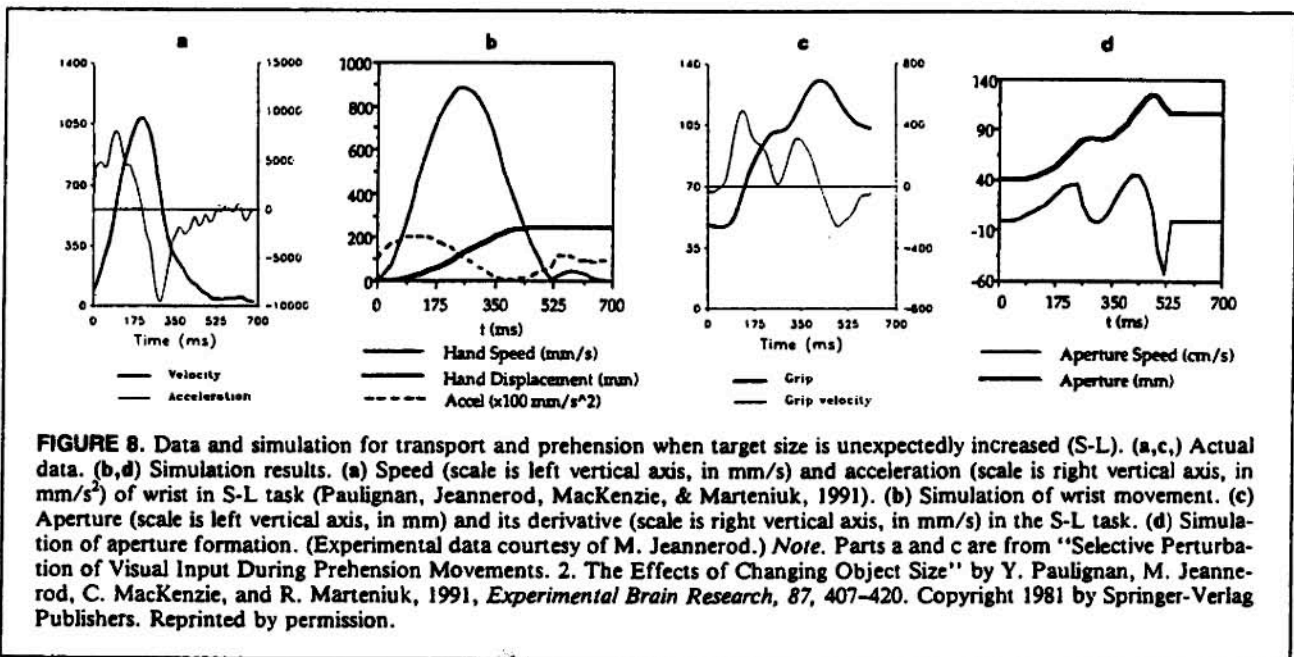 a
b
c
d
1400
1050
700
350
0
15000
10000
5000
0
-5000
-10000
0 175 350 525 700
Time (ms)
Velocity
Acceleration
1000
800
600
400
200
0
0 175 350 525 700
t (ms)
Hand Speed (mm/s)
Hand Displacement (mm)
Accel (x100 mm/s^2)
140
105
70
35
0
800
400
0
-400
-800
0 175 350 525 700
Time (ms)
Grip
Grip velocity
140
90
40
-10
-60
0 175 350 525 700
t (ms)
Aperture Speed (cm/s)
Aperture (mm)
FIGURE 8. Data and simulation for transport and prehension when target size is unexpectedly increased (S-L). (a,c,) Actual
data. (b,d) Simulation results. (a) Speed (scale is left vertical axis, in mm/s) and acceleration (scale is right vertical axis, in
mm/s²) of wrist in S-L task (Paulignan, Jeannerod, MacKenzie, & Marteniuk, 1991). (b) Simulation of wrist movement. (c)
Aperture (scale is left vertical axis, in mm) and its derivative (scale is right vertical axis, in mm/s) in the S-L task. (d) Simula-
tion of aperture formation. (Experimental data courtesy of M. Jeannerod.) Note. Parts a and c are from "Selective Perturba-
tion of Visual Input During Prehension Movements. 2. The Effects of Changing Object Size" by Y. Paulignan, M. Jeanne-
rod, C. MacKenzie, and R. Marteniuk, 1991, Experimental Brain Research, 87, 407–420. Copyright 1981 by Springer-Verlag
Publishers. Reprinted by permission.